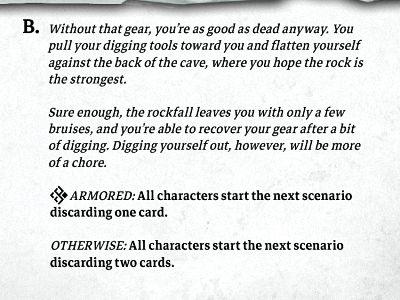 B. Without that gear, you're as good as dead anyway. You
pull your digging tools toward you and flatten yourself
against the back of the cave, where you hope the rock is
the strongest.
Sure enough, the rockfall leaves you with only a few
bruises, and you're able to recover your gear after a bit
of digging. Digging yourself out, however, will be more
of a chore.
ARMORED: All characters start the next scenario
discarding one card.
OTHERWISE: All characters start the next scenario
discarding two cards.